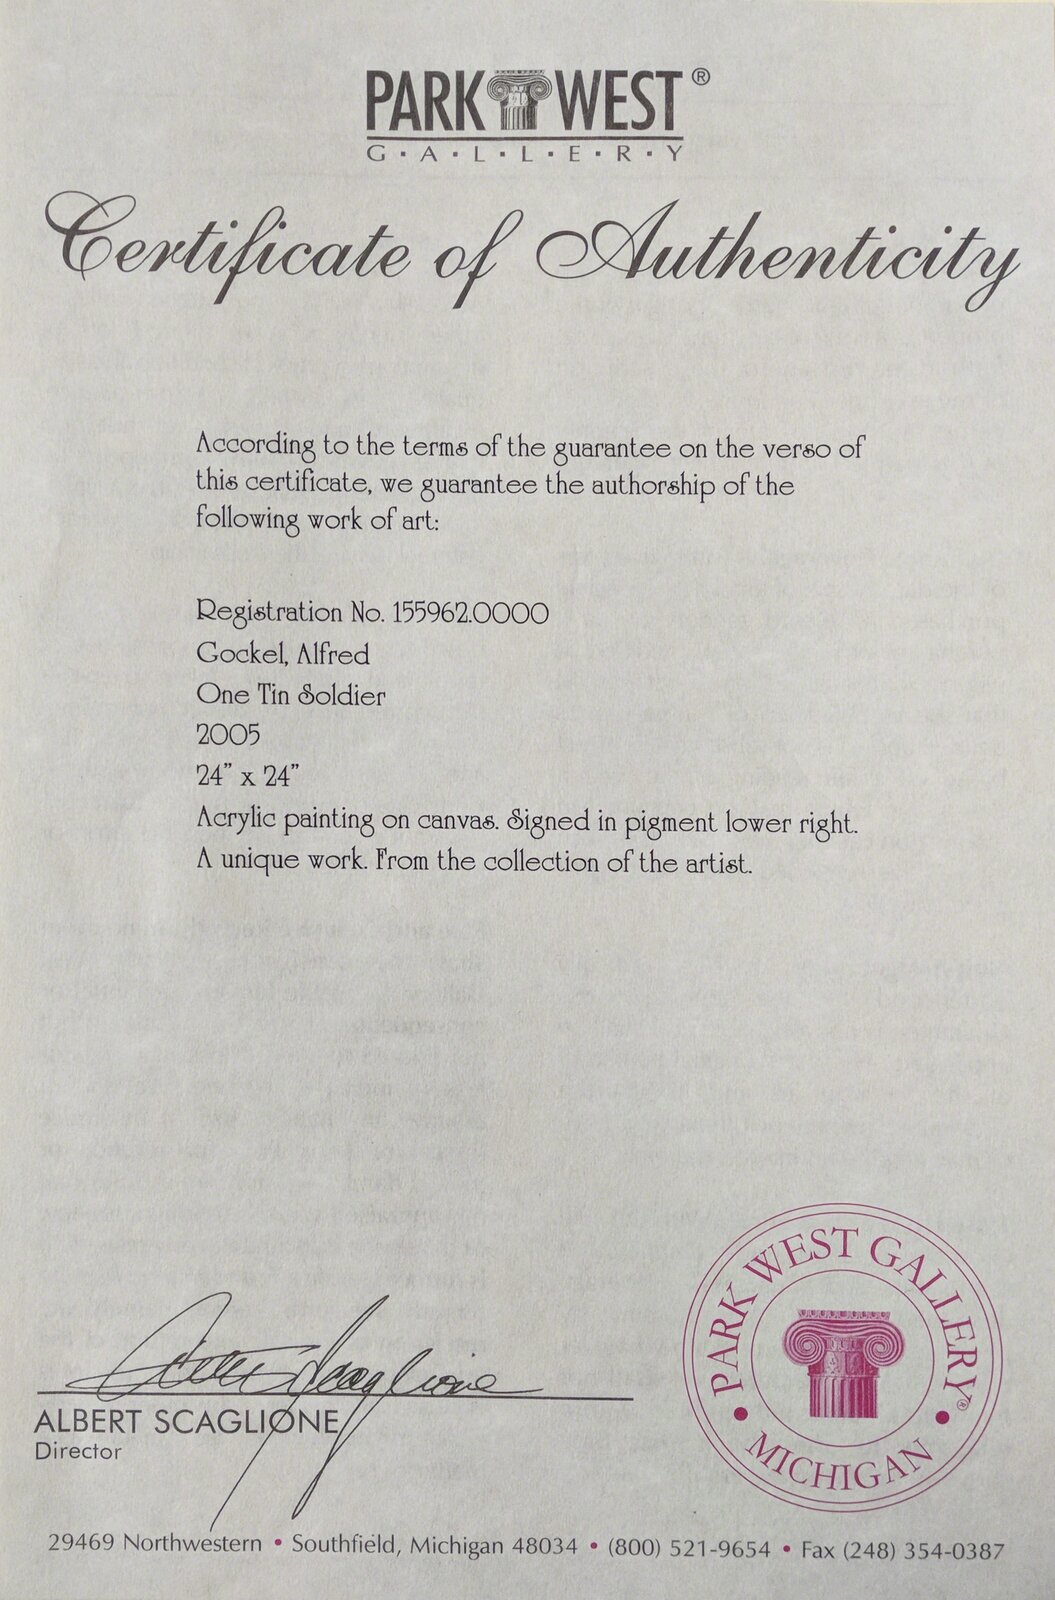 PARK WEST®
G·A·L·L·E·R·Y
Certificate of Authenticity
According to the terms of the guarantee on the verso of
this certificate, we guarantee the authorship of the
following work of art:
Registration No. 155962.0000
Gockel, Alfred
One Tin Soldier
2005
24” x 24”
Acrylic painting on canvas. Signed in pigment lower right.
A unique work. From the collection of the artist.
Albert Scaglione
ALBERT SCAGLIONE
Director
PARK WEST GALLERY®
• MICHIGAN •
29469 Northwestern • Southfield, Michigan 48034 • (800) 521-9654 • Fax (248) 354-0387